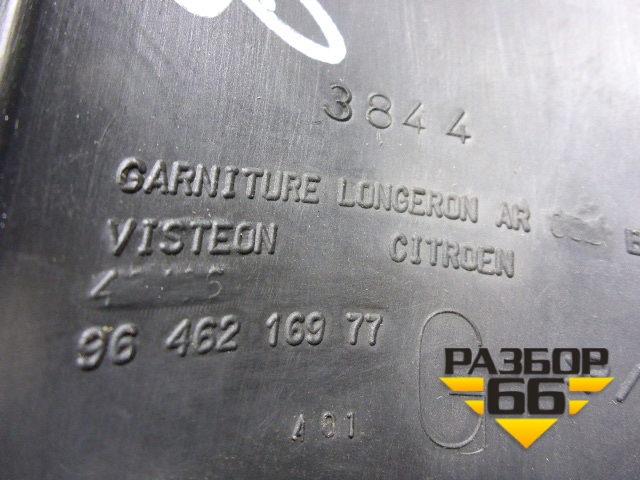 3844
GARNITURE LONGERON AR
VISTEON CITROEN
96 462 169 77
G
401
РАЗБОР
66